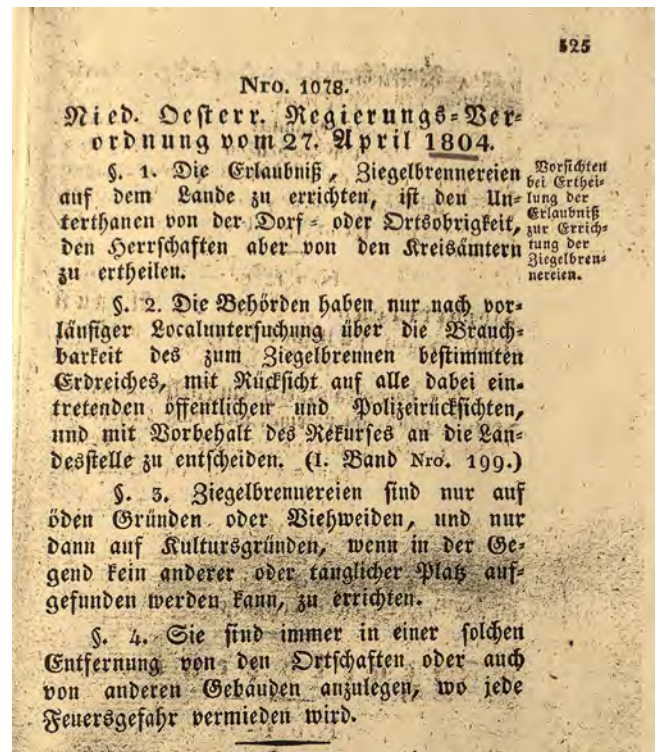 525
Nro. 1078.
Nied. Oesterr. Regierungs=Ver=
ordnung vom 27. April 1804.
§. 1. Die Erlaubniß, Ziegelbrennereien
auf dem Lande zu errichten, ist den Un=
terthanen von der Dorf= oder Ortsobrigkeit,
den Herrschaften aber von den Kreisämtern
zu ertheilen.
Vorsichten
bei Erthei=
lung der
Erlaubniß
zur Errich=
tung der
Ziegelbren=
nereien.
§. 2. Die Behörden haben nur nach vor=
läufiger Localuntersuchung über die Brauch=
barkeit des zum Ziegelbrennen bestimmten
Erdreiches, mit Rücksicht auf alle dabei ein=
tretenden öffentlichen und Polizeirücksichten,
und mit Vorbehalt des Rekurses an die Lan=
desstelle zu entscheiden. (I. Band Nro. 199.)
§. 3. Ziegelbrennereien sind nur auf
öden Gründen oder Viehweiden, und nur
dann auf Kultursgründen, wenn in der Ge=
gend kein anderer oder tauglicher Platz auf=
gefunden werden kann, zu errichten.
§. 4. Sie sind immer in einer solchen
Entfernung von den Ortschaften oder auch
von anderen Gebäuden anzulegen, wo jede
Feuersgefahr vermieden wird.